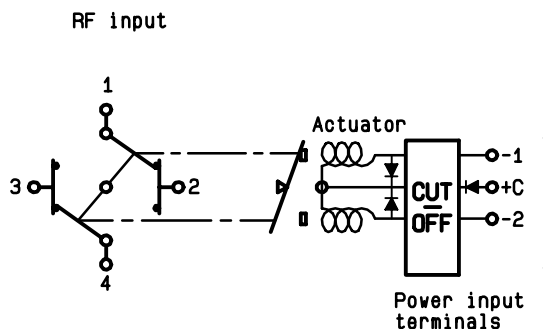 RF input
1
Actuator
3
2
4
-1
+C
-2
CUT
OFF
Power input
terminals